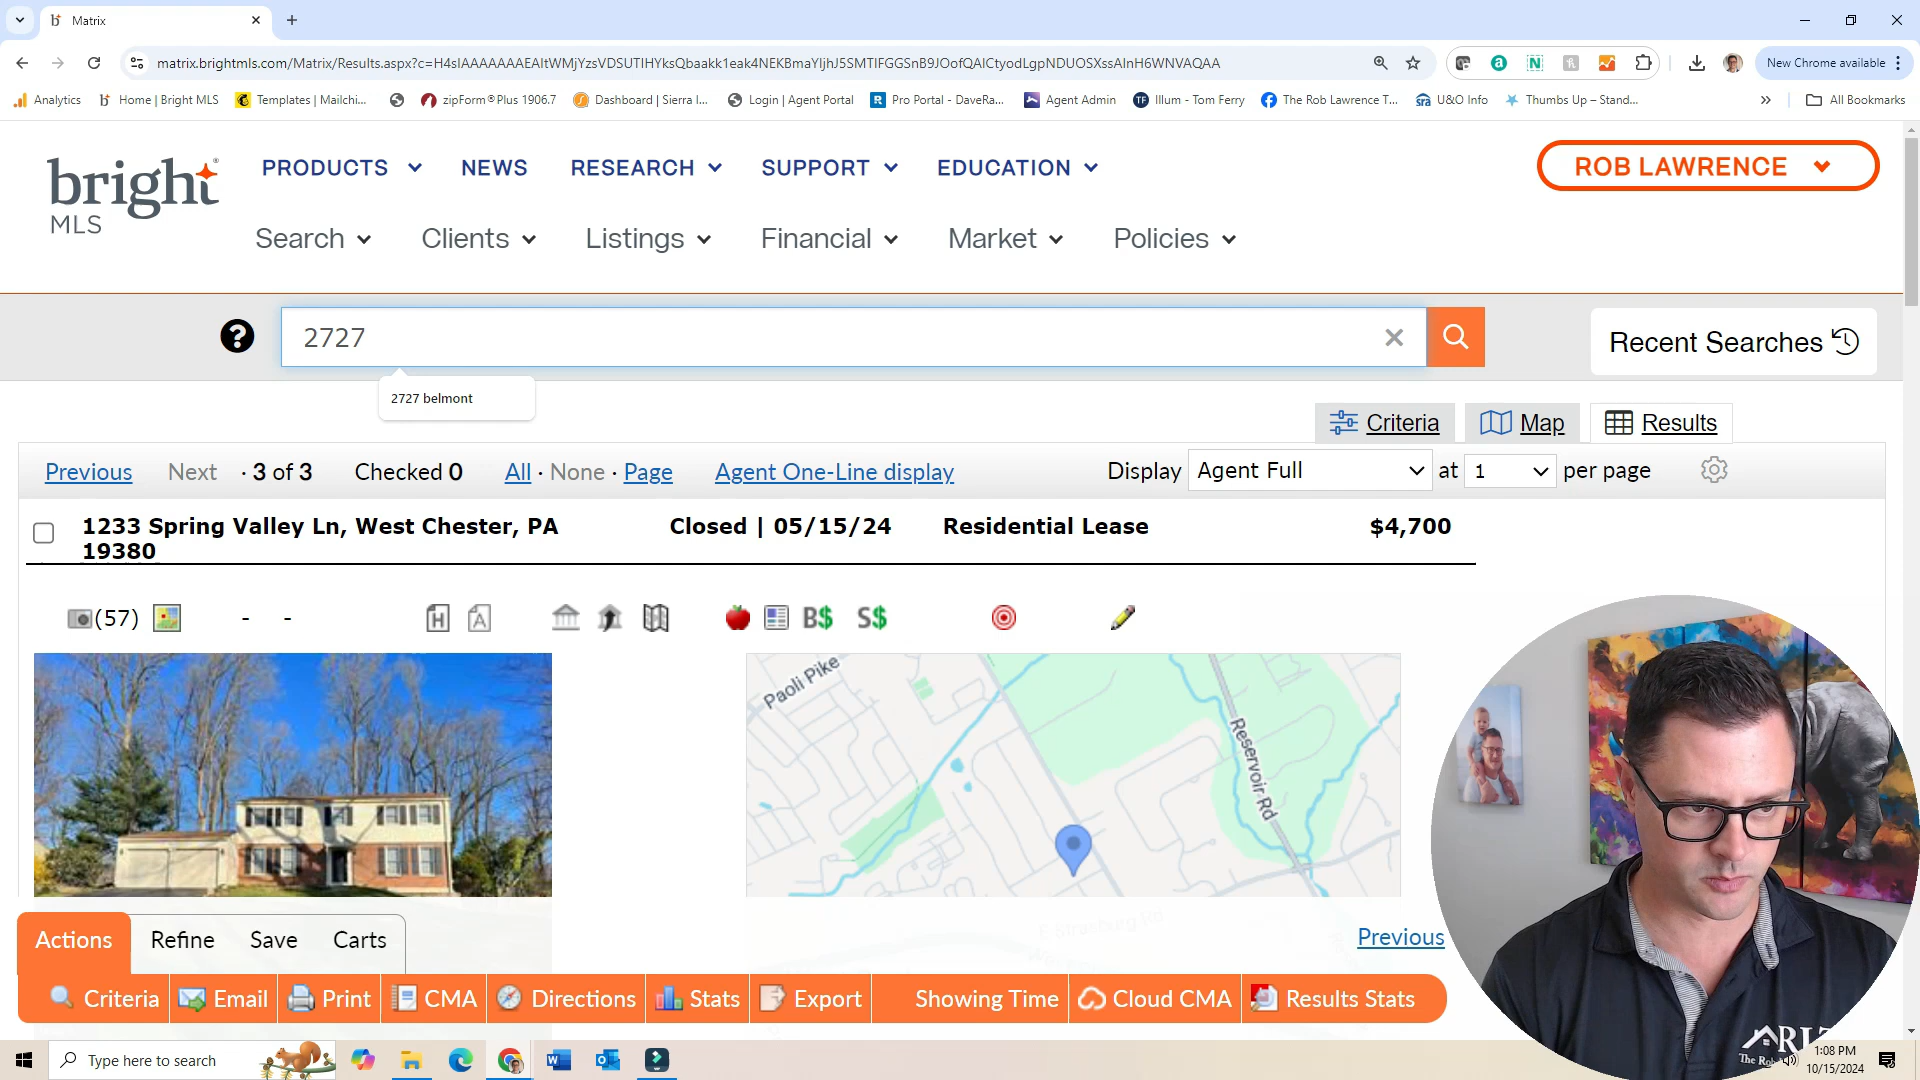 Matrix
matrix.brightmls.com/Matrix/Results.aspx?c=H4sIAAAAAAAEAItWMjYzsVDSUTIHYksQbaakk1eak4NEKBmaYIjhJ5SMTIFGGSnB9JOofQAICtyodLgpNDUOSXssAInH6WNVAQAA
New Chrome available
Analytics
Home | Bright MLS
Templates | Mailchi...
zipForm®Plus 1906.7
Dashboard | Sierra I...
Login | Agent Portal
Pro Portal - DaveRa...
Agent Admin
Illum - Tom Ferry
The Rob Lawrence T...
U&O Info
Thumbs Up – Stand...
All Bookmarks
bright
MLS
PRODUCTS
NEWS
RESEARCH
SUPPORT
EDUCATION
ROB LAWRENCE
Search
Clients
Listings
Financial
Market
Policies
2727
Recent Searches
2727 belmont
Criteria
Map
Results
Previous Next · 3 of 3 Checked 0 All · None · Page Agent One-Line display Display Agent Full at 1 per page
1233 Spring Valley Ln, West Chester, PA
19380
Closed | 05/15/24
Residential Lease
$4,700
(57)
- -
H
A
B$
S$
Paoli Pike
Reservoir Rd
E Strasburg Rd
Previous
Actions
Refine
Save
Carts
Criteria
Email
Print
CMA
Directions
Stats
Export
Showing Time
Cloud CMA
Results Stats
Type here to search
1:08 PM
10/15/2024